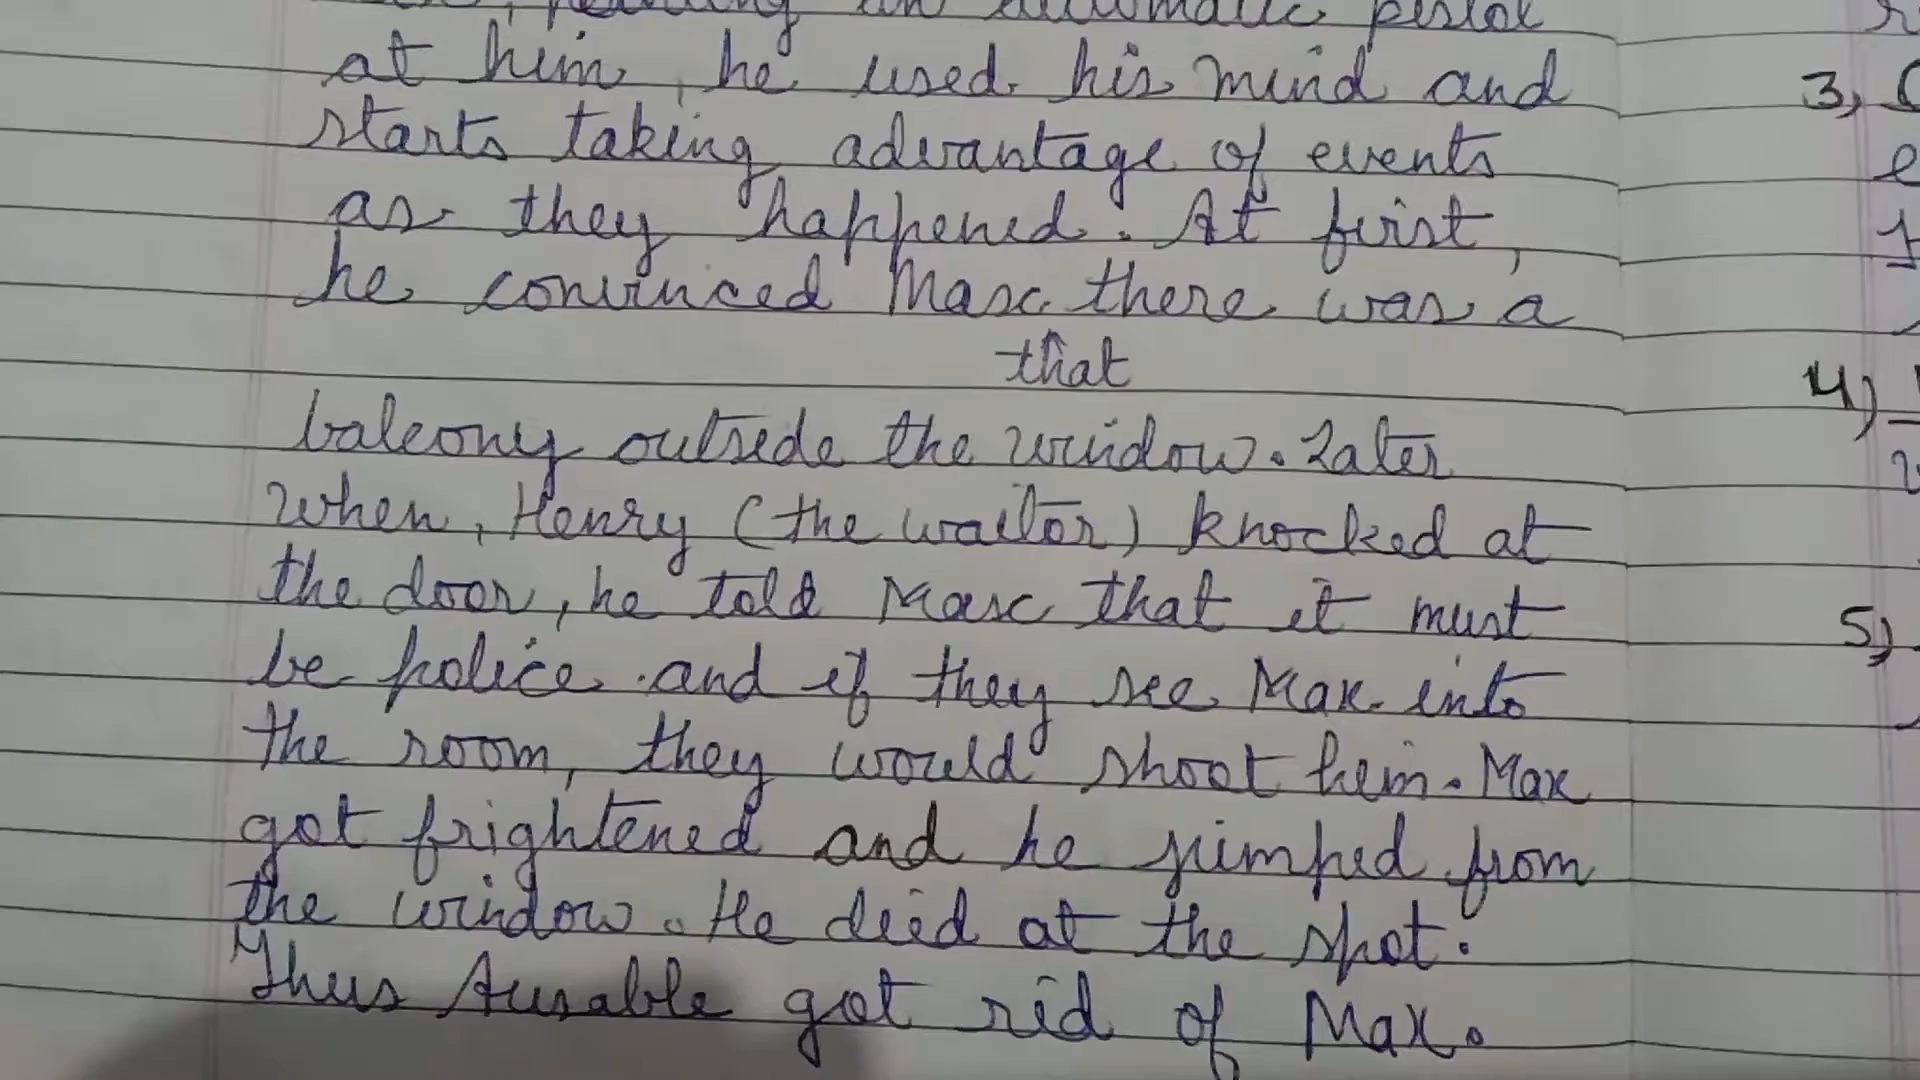 an automatic pistol
at him, he used his mind and
starts taking advantage of events
as they happened. At first,
he convinced Max there was a
that
balcony outside the window. Later
when, Henry (the waitor) knocked at
the door, he told Max that it must
be police. and if they see Max into
the room, they would shoot him. Max
got frightened and he jumped from
the window. He died at the spot.
Thus Ausable got rid of Max.
3,
4)
5)